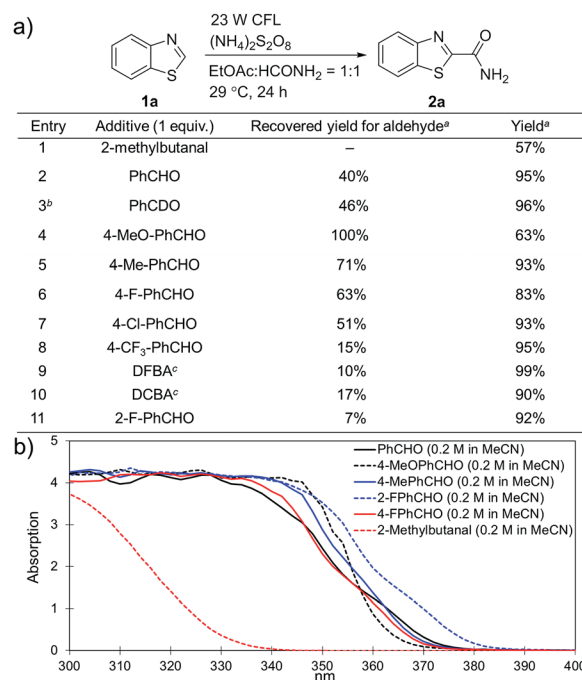 a)
23 W CFL
(NH₄)₂S₂O₈
EtOAc:HCONH₂ = 1:1
29 °C, 24 h
N
S
1a
N
S
O
NH₂
2a
Entry Additive (1 equiv.) Recovered yield for aldehydeᵃ Yieldᵃ
1 2-methylbutanal – 57%
2 PhCHO 40% 95%
3ᵇ PhCDO 46% 96%
4 4-MeO-PhCHO 100% 63%
5 4-Me-PhCHO 71% 93%
6 4-F-PhCHO 63% 83%
7 4-Cl-PhCHO 51% 93%
8 4-CF₃-PhCHO 15% 95%
9 DFBAᶜ 10% 99%
10 DCBAᶜ 17% 90%
11 2-F-PhCHO 7% 92%
b)
Absorption
5
4
3
2
1
0
PhCHO (0.2 M in MeCN)
4-MeOPhCHO (0.2 M in MeCN)
4-MePhCHO (0.2 M in MeCN)
2-FPhCHO (0.2 M in MeCN)
4-FPhCHO (0.2 M in MeCN)
2-Methylbutanal (0.2 M in MeCN)
300 310 320 330 340 350 360 370 380 390 400
nm